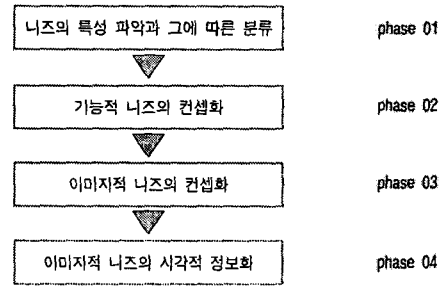 니즈의 특성 파악과 그에 따른 분류 phase 01
기능적 니즈의 컨셉화 phase 02
이미지적 니즈의 컨셉화 phase 03
이미지적 니즈의 시각적 정보화 phase 04